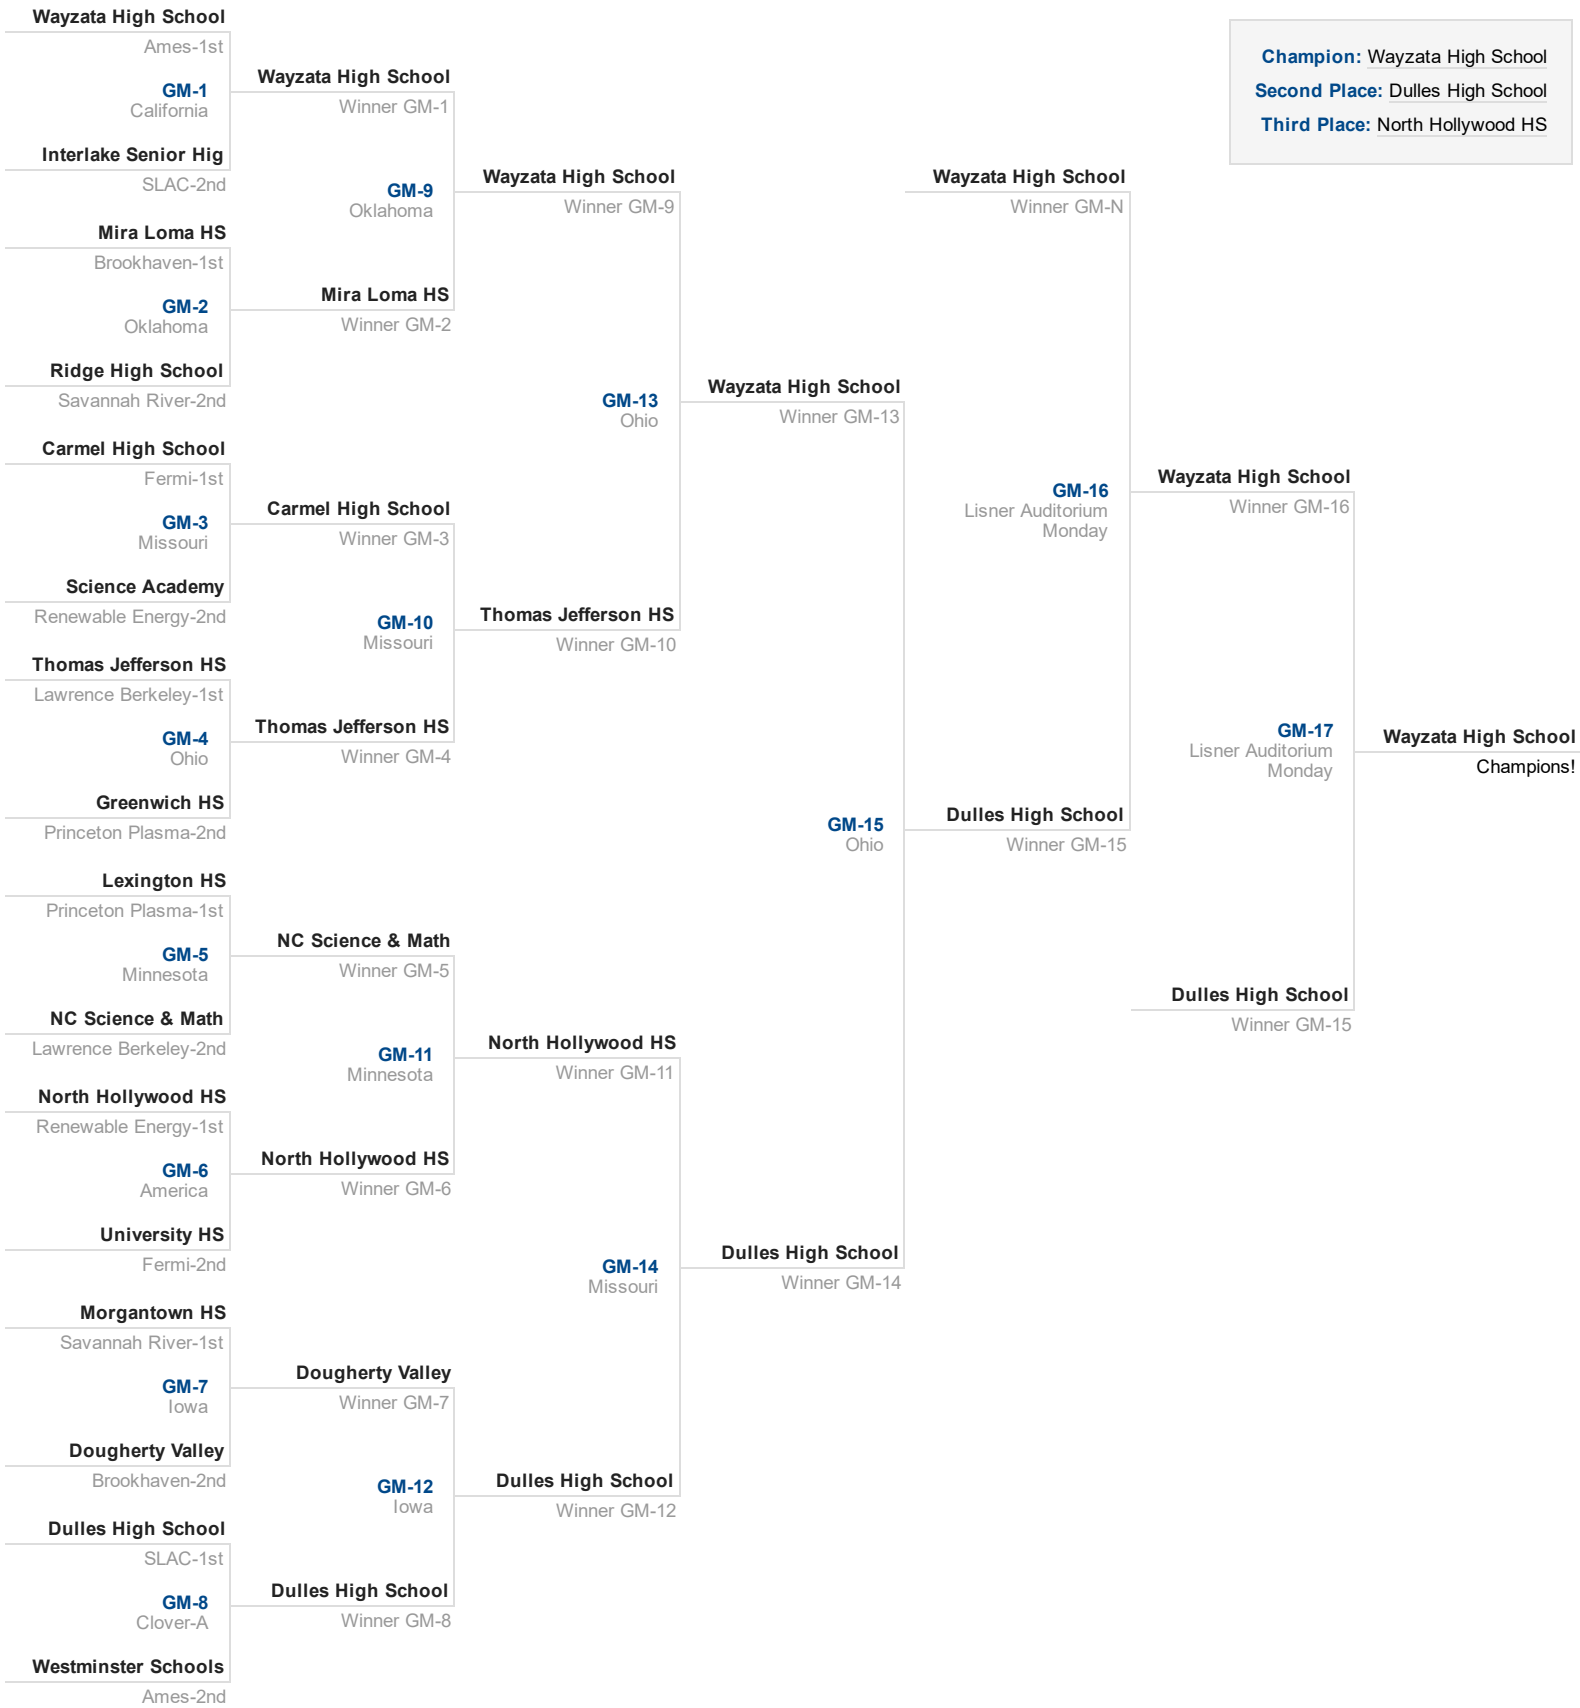 Wayzata High School
Ames-1st
GM-1
California
Interlake Senior Hig
SLAC-2nd
Mira Loma HS
Brookhaven-1st
GM-2
Oklahoma
Ridge High School
Savannah River-2nd
Carmel High School
Fermi-1st
GM-3
Missouri
Science Academy
Renewable Energy-2nd
Thomas Jefferson HS
Lawrence Berkeley-1st
GM-4
Ohio
Greenwich HS
Princeton Plasma-2nd
Lexington HS
Princeton Plasma-1st
GM-5
Minnesota
NC Science & Math
Lawrence Berkeley-2nd
North Hollywood HS
Renewable Energy-1st
GM-6
America
University HS
Fermi-2nd
Morgantown HS
Savannah River-1st
GM-7
Iowa
Dougherty Valley
Brookhaven-2nd
Dulles High School
SLAC-1st
GM-8
Clover-A
Westminster Schools
Ames-2nd
Wayzata High School
Winner GM-1
GM-9
Oklahoma
Mira Loma HS
Winner GM-2
Carmel High School
Winner GM-3
GM-10
Missouri
Thomas Jefferson HS
Winner GM-4
NC Science & Math
Winner GM-5
GM-11
Minnesota
North Hollywood HS
Winner GM-6
Dougherty Valley
Winner GM-7
GM-12
Iowa
Dulles High School
Winner GM-8
Wayzata High School
Winner GM-9
GM-13
Ohio
Thomas Jefferson HS
Winner GM-10
North Hollywood HS
Winner GM-11
GM-14
Missouri
Dulles High School
Winner GM-12
Wayzata High School
Winner GM-13
GM-15
Ohio
Dulles High School
Winner GM-14
Wayzata High School
Winner GM-N
GM-16
Lisner Auditorium
Monday
Dulles High School
Winner GM-15
Wayzata High School
Winner GM-16
GM-17
Lisner Auditorium
Monday
Dulles High School
Winner GM-15
Wayzata High School
Champions!
Champion: Wayzata High School
Second Place: Dulles High School
Third Place: North Hollywood HS